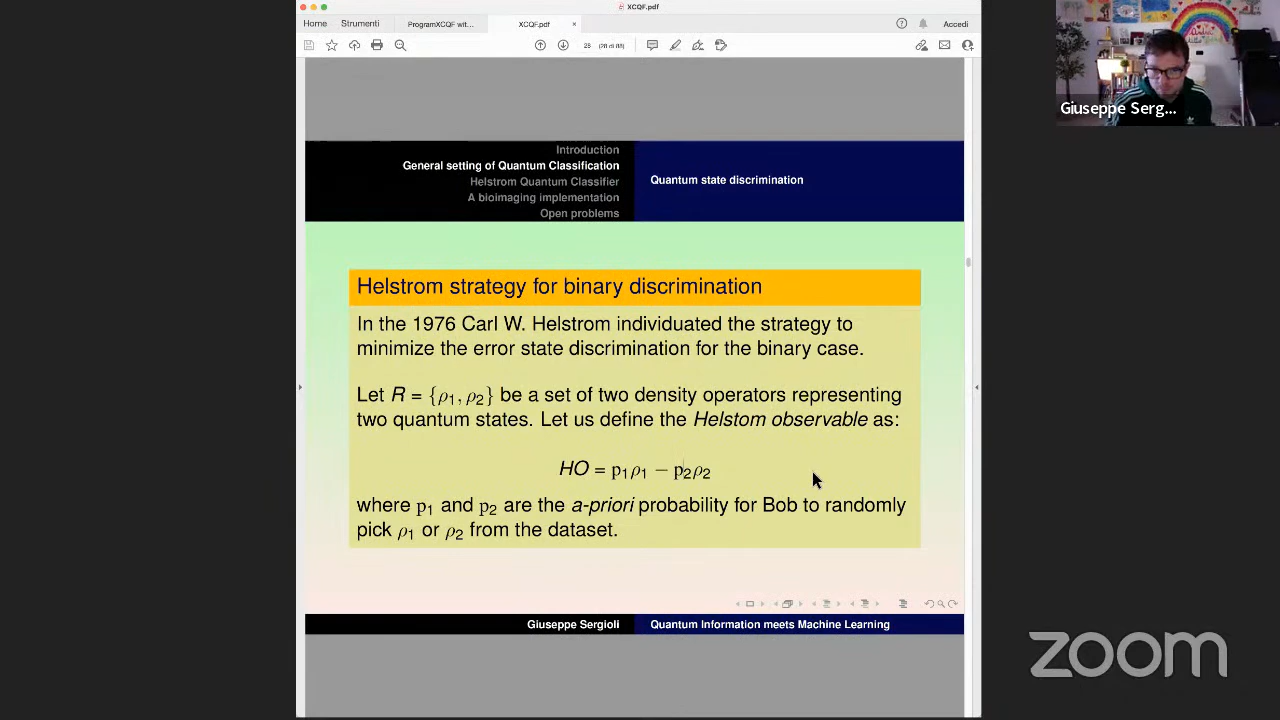 XCQF.pdf
Home Strumenti ProgramXCQF wit... XCQF.pdf × Accedi
28 (28 di 88)
Giuseppe Serg...
Introduction
General setting of Quantum Classification
Helstrom Quantum Classifier
A bioimaging implementation
Open problems
Quantum state discrimination
Helstrom strategy for binary discrimination
In the 1976 Carl W. Helstrom individuated the strategy to
minimize the error state discrimination for the binary case.
Let R = {ρ₁, ρ₂} be a set of two density operators representing
two quantum states. Let us define the Helstom observable as:
HO = p₁ρ₁ − p₂ρ₂
where p₁ and p₂ are the a-priori probability for Bob to randomly
pick ρ₁ or ρ₂ from the dataset.
Giuseppe Sergioli Quantum Information meets Machine Learning
zoom